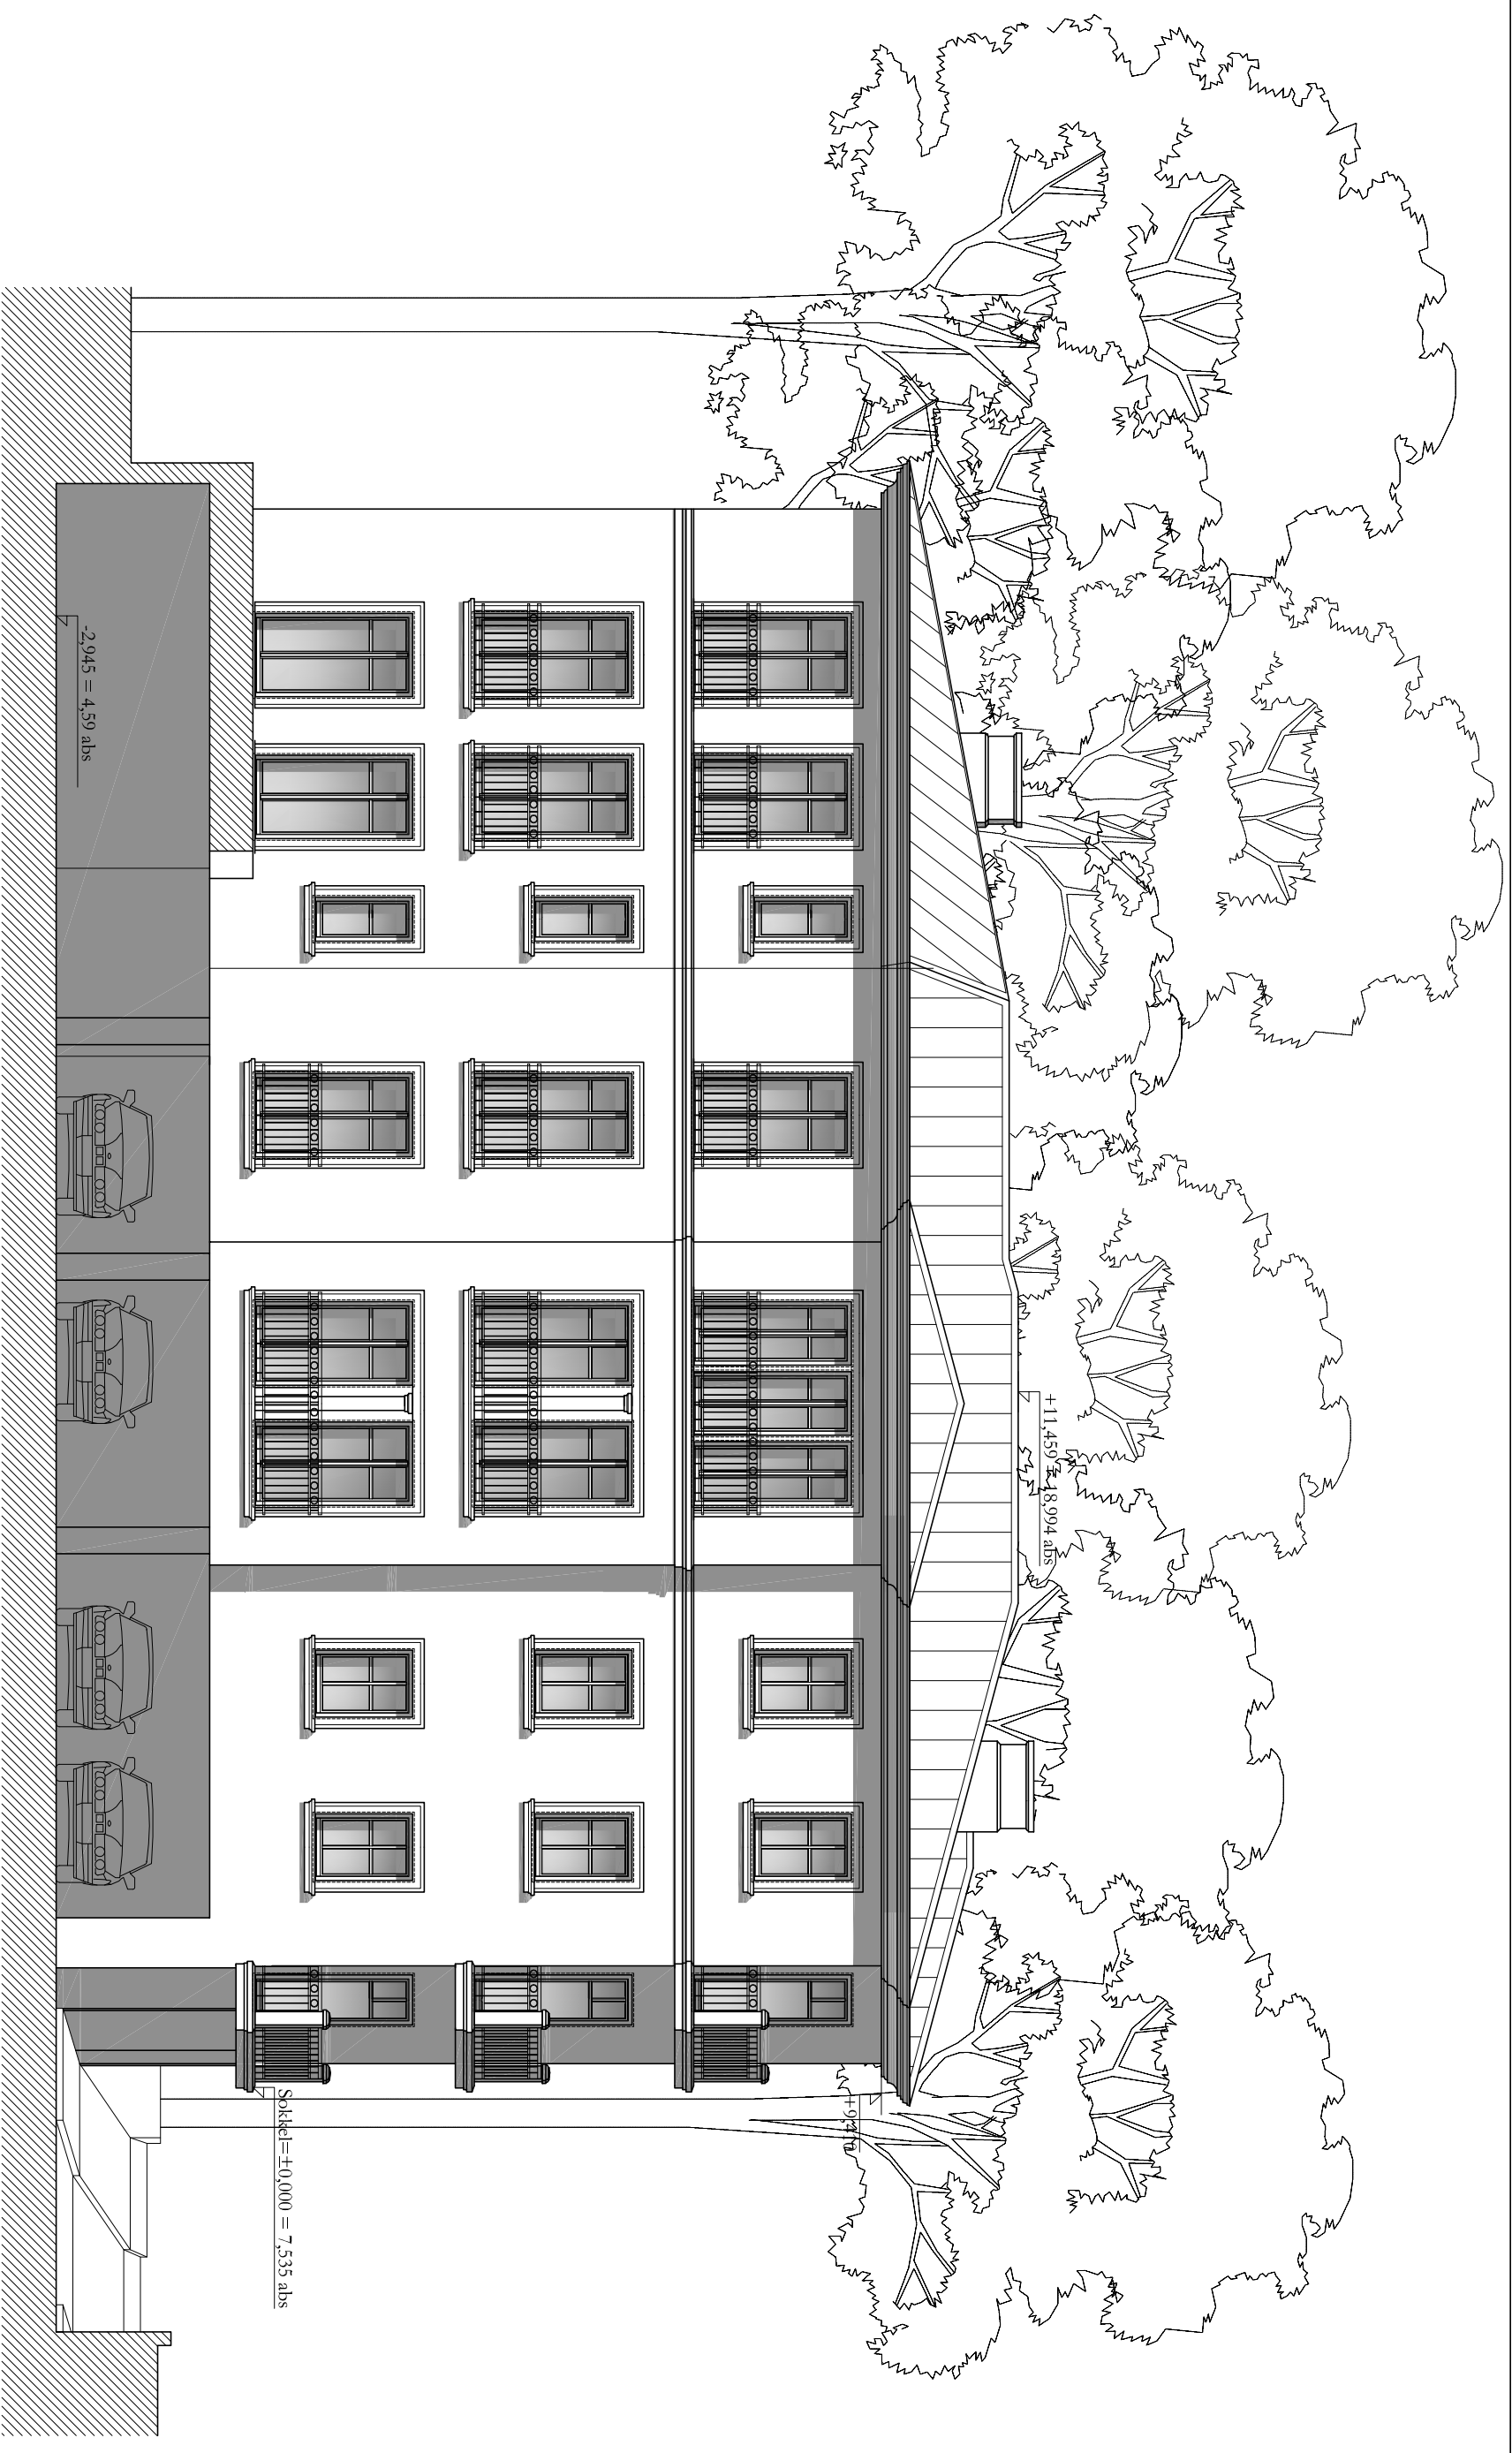 +11,459 = 18,994 abs
Sokkel=±0,000 = 7,535 abs
-2,945 = 4,59 abs